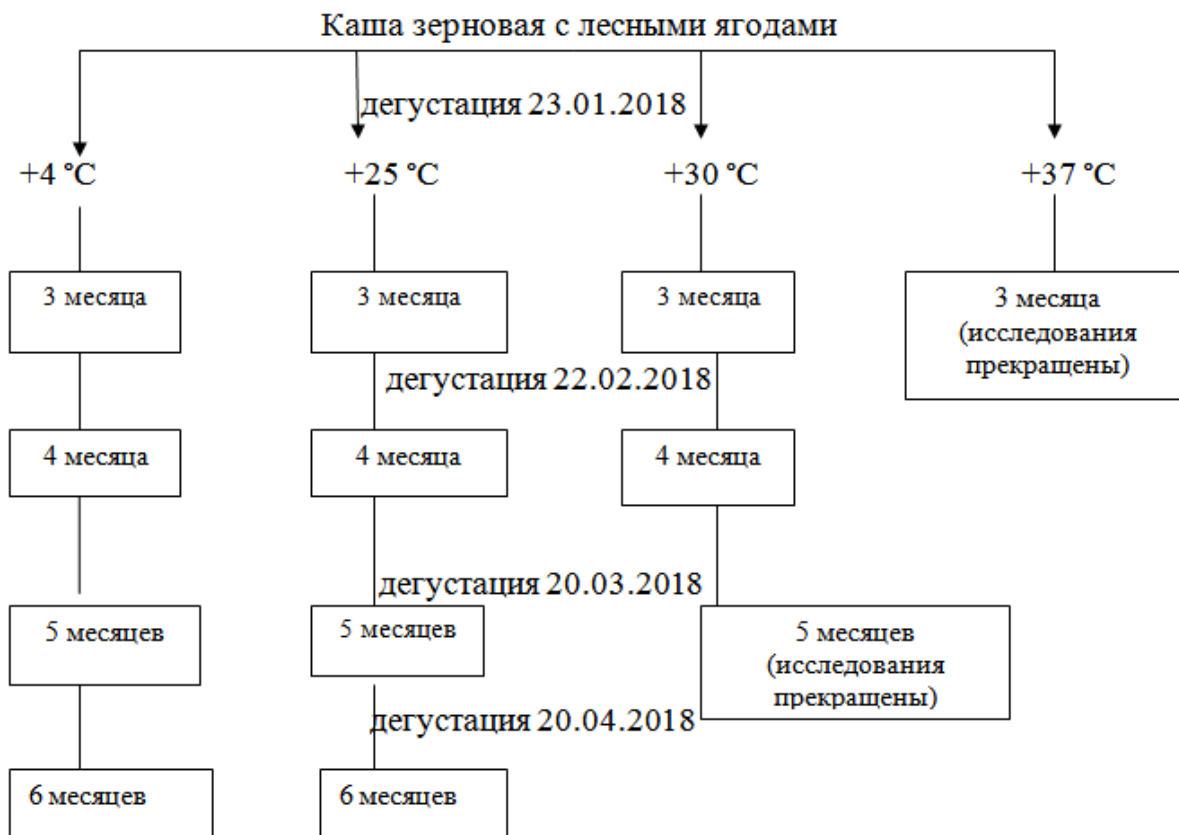 Каша зерновая с лесными ягодами
дегустация 23.01.2018
+4 °С
+25 °С
+30 °С
+37 °С
3 месяца
3 месяца
3 месяца
3 месяца
(исследования
прекращены)
дегустация 22.02.2018
4 месяца
4 месяца
4 месяца
дегустация 20.03.2018
5 месяцев
5 месяцев
5 месяцев
(исследования
прекращены)
дегустация 20.04.2018
6 месяцев
6 месяцев